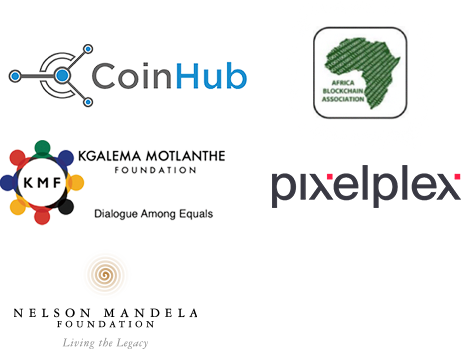 CoinHub
AFRICA
BLOCKCHAIN
ASSOCIATION
KMF
KGALEMA MOTLANTHE
FOUNDATION
Dialogue Among Equals
pixelplex
NELSON MANDELA
FOUNDATION
Living the Legacy